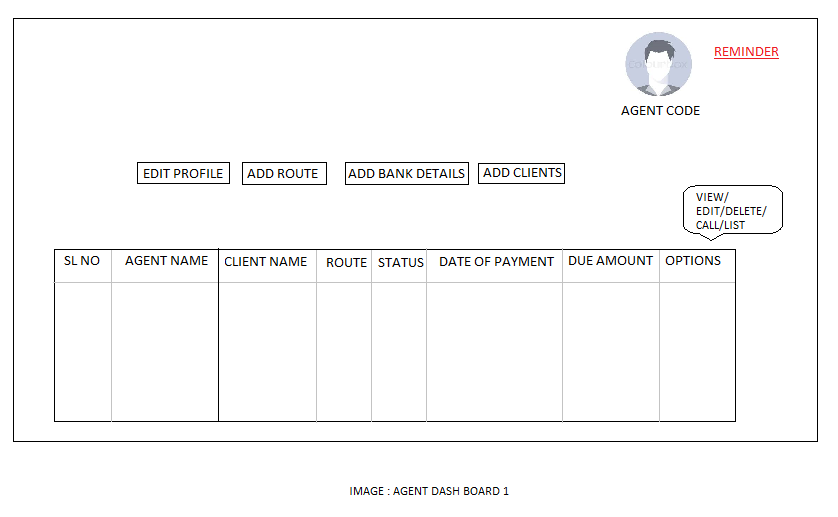 REMINDER
AGENT CODE
EDIT PROFILE
ADD ROUTE
ADD BANK DETAILS
ADD CLIENTS
VIEW/
EDIT/DELETE/
CALL/LIST
SL NO
AGENT NAME
CLIENT NAME
ROUTE
STATUS
DATE OF PAYMENT
DUE AMOUNT
OPTIONS
IMAGE : AGENT DASH BOARD 1